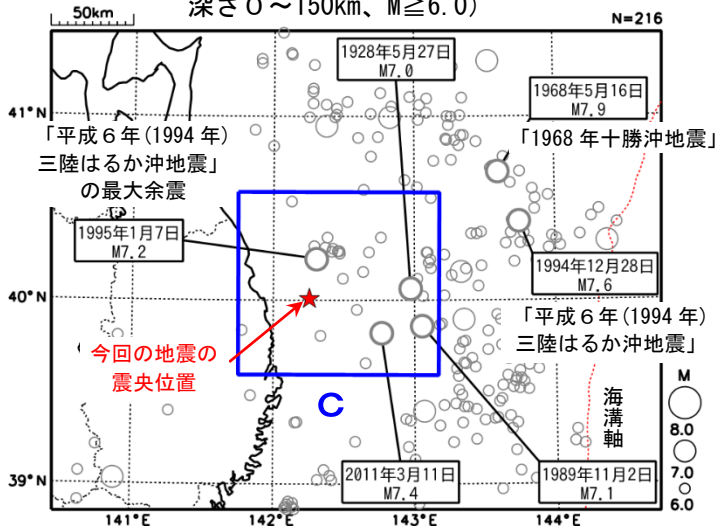 深さ０～150km、M≧6.0）
50km
N=216
1928年5月27日
M7.0
1968年5月16日
M7.9
41°N
「平成６年(1994 年)
三陸はるか沖地震」
の最大余震
「1968 年十勝沖地震」
1995年1月7日
M7.2
1994年12月28日
M7.6
40°N
「平成６年(1994 年)
三陸はるか沖地震」
今回の地震の
震央位置
C
海溝軸
M
8.0
7.0
6.0
39°N
2011年3月11日
M7.4
1989年11月2日
M7.1
141°E
142°E
143°E
144°E